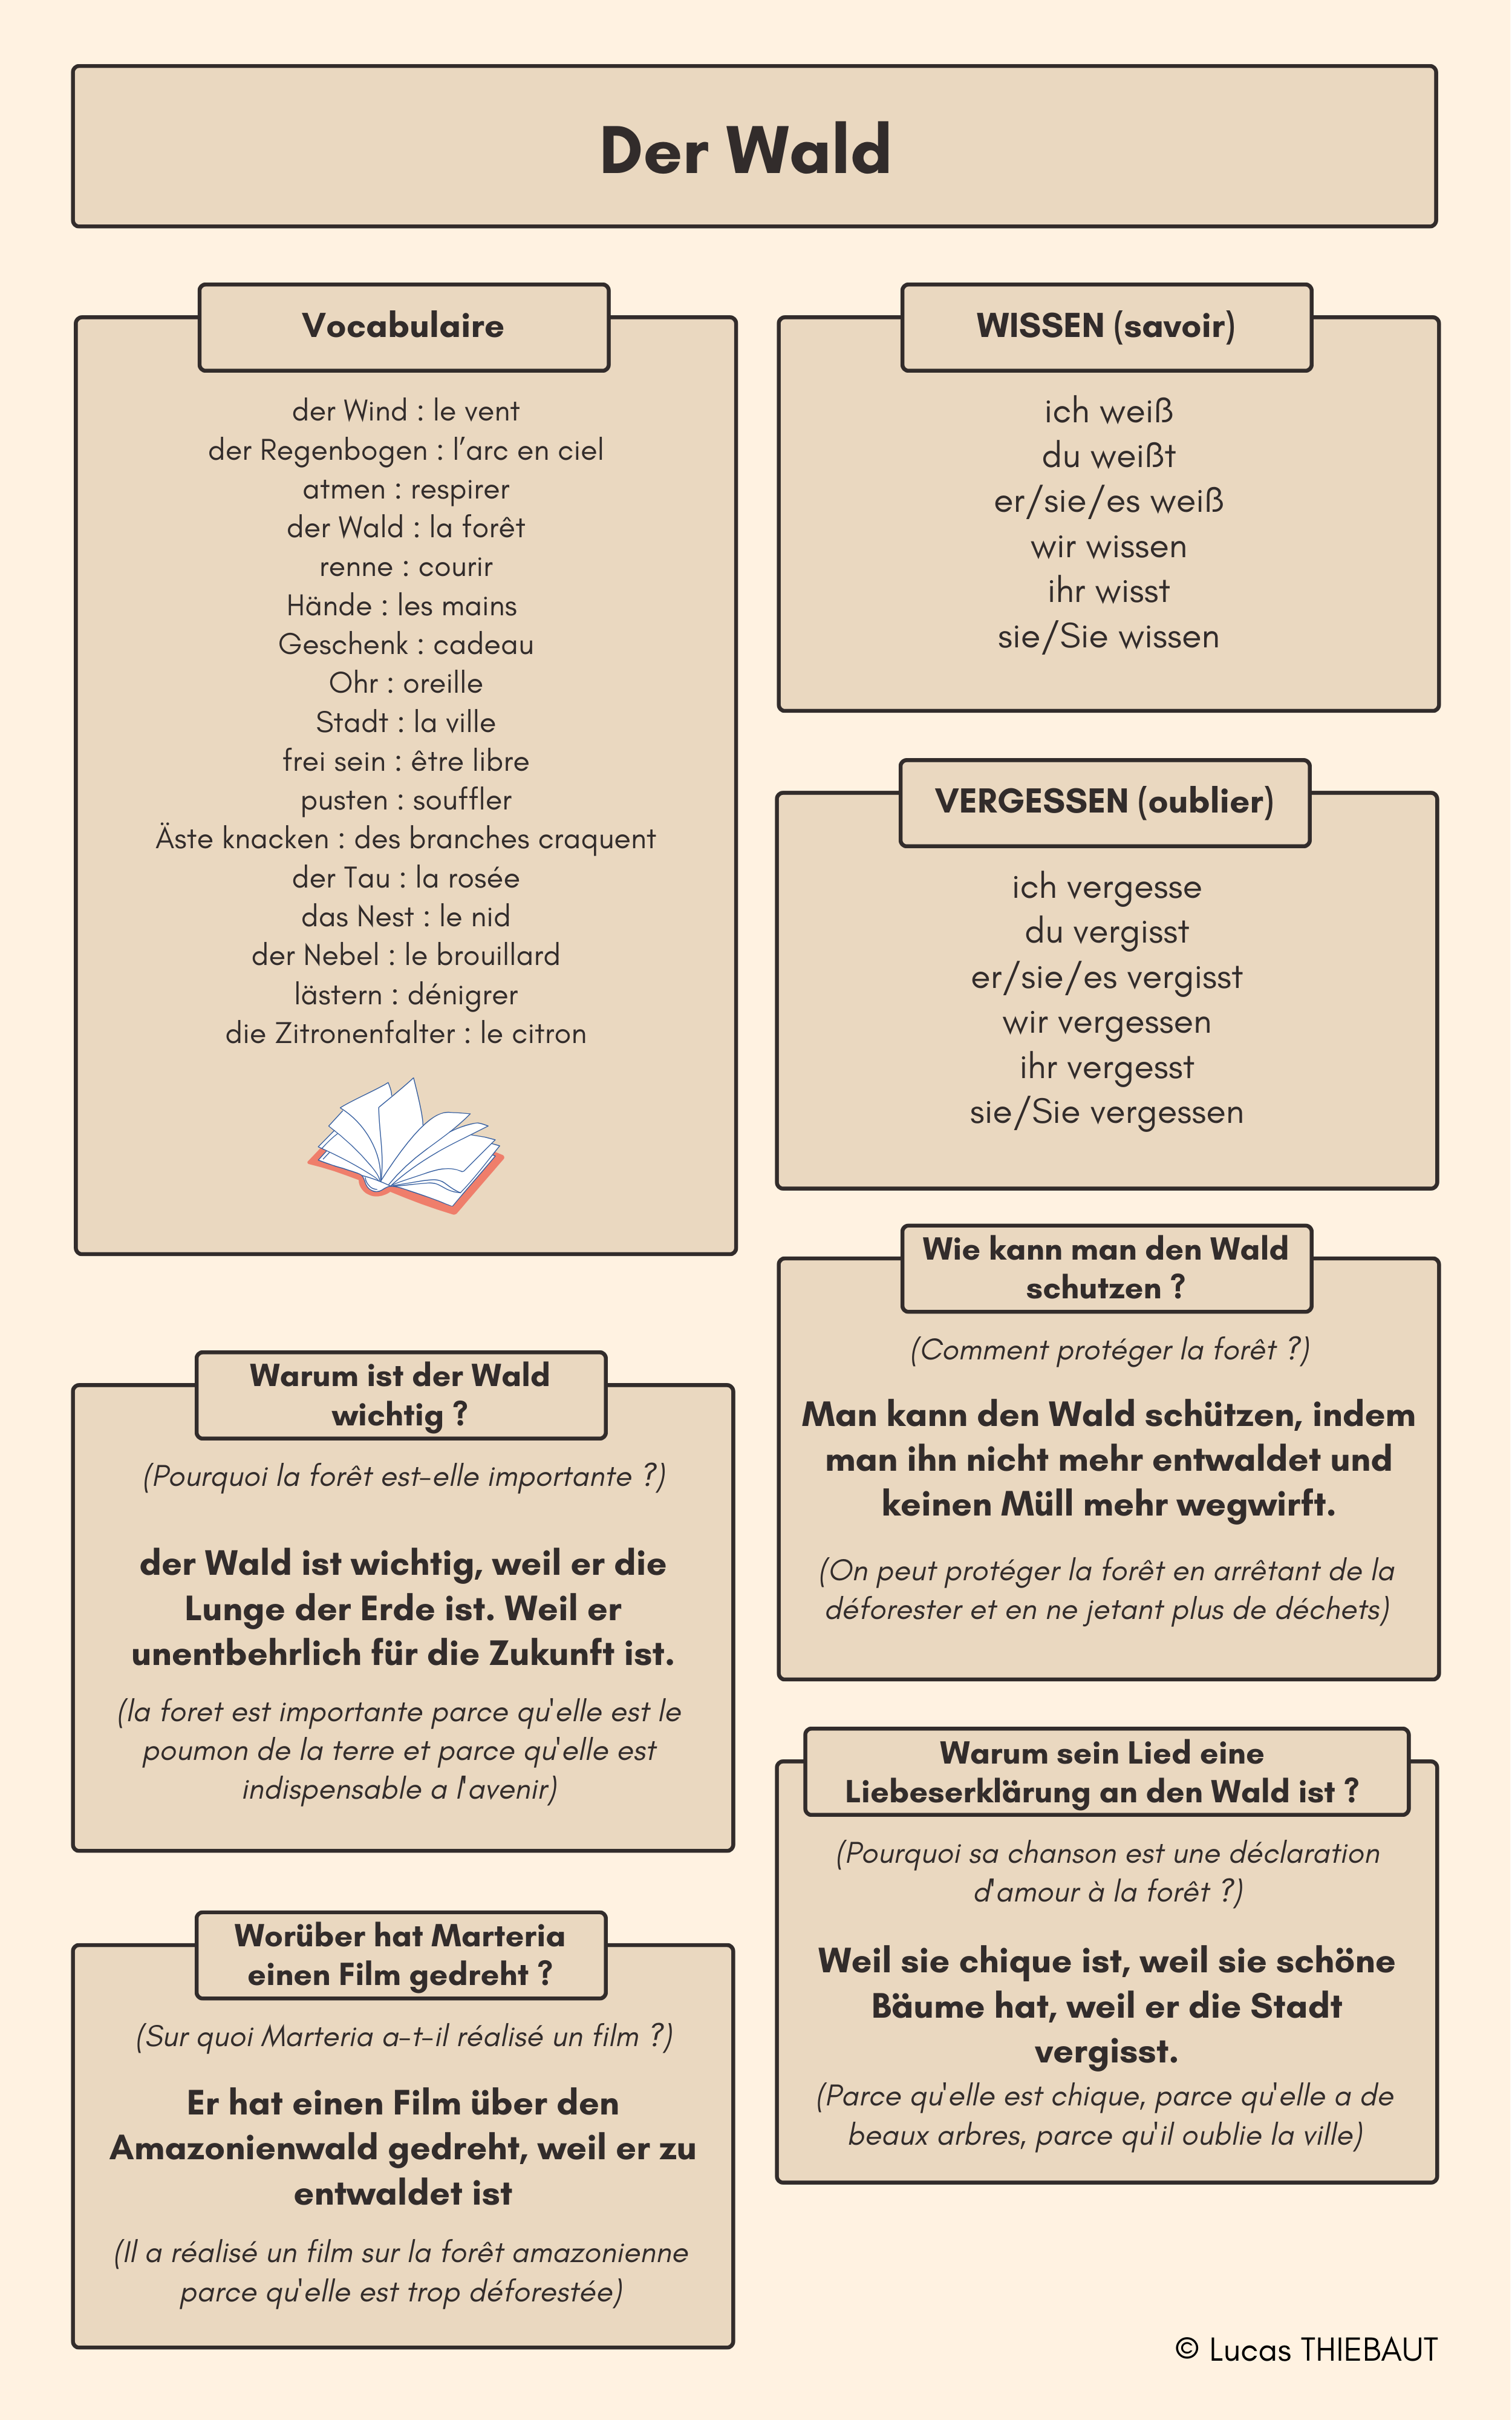 Der Wald
Vocabulaire
der Wind : le vent
der Regenbogen : l’arc en ciel
atmen : respirer
der Wald : la forêt
renne : courir
Hände : les mains
Geschenk : cadeau
Ohr : oreille
Stadt : la ville
frei sein : être libre
pusten : souffler
Äste knacken : des branches craquent
der Tau : la rosée
das Nest : le nid
der Nebel : le brouillard
lästern : dénigrer
die Zitronenfalter : le citron
WISSEN (savoir)
ich weiß
du weißt
er/sie/es weiß
wir wissen
ihr wisst
sie/Sie wissen
VERGESSEN (oublier)
ich vergesse
du vergisst
er/sie/es vergisst
wir vergessen
ihr vergesst
sie/Sie vergessen
Warum ist der Wald
wichtig ?
(Pourquoi la forêt est-elle importante ?)
der Wald ist wichtig, weil er die
Lunge der Erde ist. Weil er
unentbehrlich für die Zukunft ist.
(la foret est importante parce qu'elle est le
poumon de la terre et parce qu'elle est
indispensable a l'avenir)
Wie kann man den Wald
schutzen ?
(Comment protéger la forêt ?)
Man kann den Wald schützen, indem
man ihn nicht mehr entwaldet und
keinen Müll mehr wegwirft.
(On peut protéger la forêt en arrêtant de la
déforester et en ne jetant plus de déchets)
Worüber hat Marteria
einen Film gedreht ?
(Sur quoi Marteria a-t-il réalisé un film ?)
Er hat einen Film über den
Amazonienwald gedreht, weil er zu
entwaldet ist
(Il a réalisé un film sur la forêt amazonienne
parce qu'elle est trop déforestée)
Warum sein Lied eine
Liebeserklärung an den Wald ist ?
(Pourquoi sa chanson est une déclaration
d'amour à la forêt ?)
Weil sie chique ist, weil sie schöne
Bäume hat, weil er die Stadt
vergisst.
(Parce qu'elle est chique, parce qu'elle a de
beaux arbres, parce qu'il oublie la ville)
© Lucas THIEBAUT